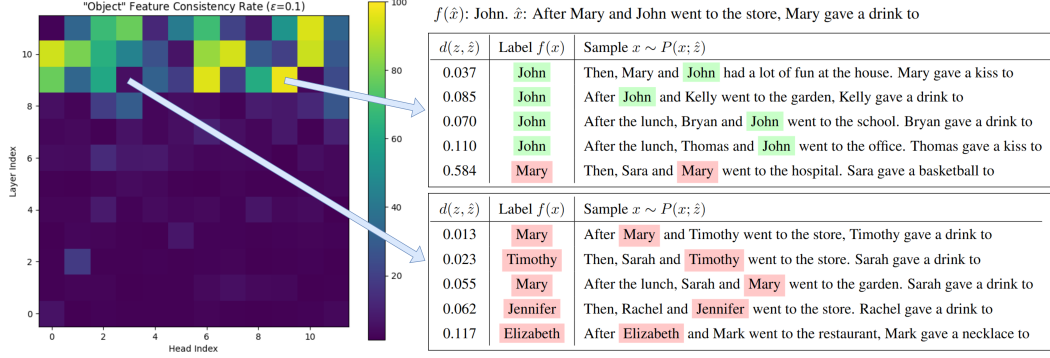 "Object" Feature Consistency Rate (ε=0.1)
10
8
6
4
2
0
Layer Index
0 2 4 6 8 10
Head Index
100
80
60
40
20
f(x̂): John. x̂: After Mary and John went to the store, Mary gave a drink to
d(z, ẑ) Label f(x) Sample x ∼ P(x; ẑ)
0.037 John Then, Mary and John had a lot of fun at the house. Mary gave a kiss to
0.085 John After John and Kelly went to the garden, Kelly gave a drink to
0.070 John After the lunch, Bryan and John went to the school. Bryan gave a drink to
0.110 John After the lunch, Thomas and John went to the office. Thomas gave a kiss to
0.584 Mary Then, Sara and Mary went to the hospital. Sara gave a basketball to
d(z, ẑ) Label f(x) Sample x ∼ P(x; ẑ)
0.013 Mary After Mary and Timothy went to the store, Timothy gave a drink to
0.023 Timothy Then, Sarah and Timothy went to the store. Sarah gave a drink to
0.055 Mary After the lunch, Sarah and Mary went to the garden. Sarah gave a drink to
0.062 Jennifer Then, Rachel and Jennifer went to the store. Rachel gave a drink to
0.117 Elizabeth After Elizabeth and Mark went to the restaurant, Mark gave a necklace to